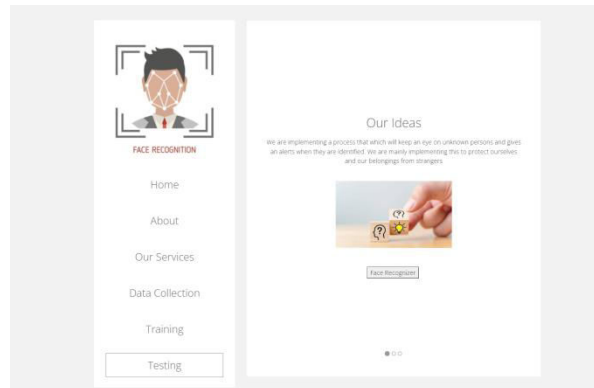 FACE RECOGNITION
Home
About
Our Services
Data Collection
Training
Testing
Our Ideas
We are implementing a process that which will keep an eye on unknown persons and gives
an alerts when they are identified. We are mainly implementing this to protect ourselves
and our belongings from strangers.
Face Recognizer